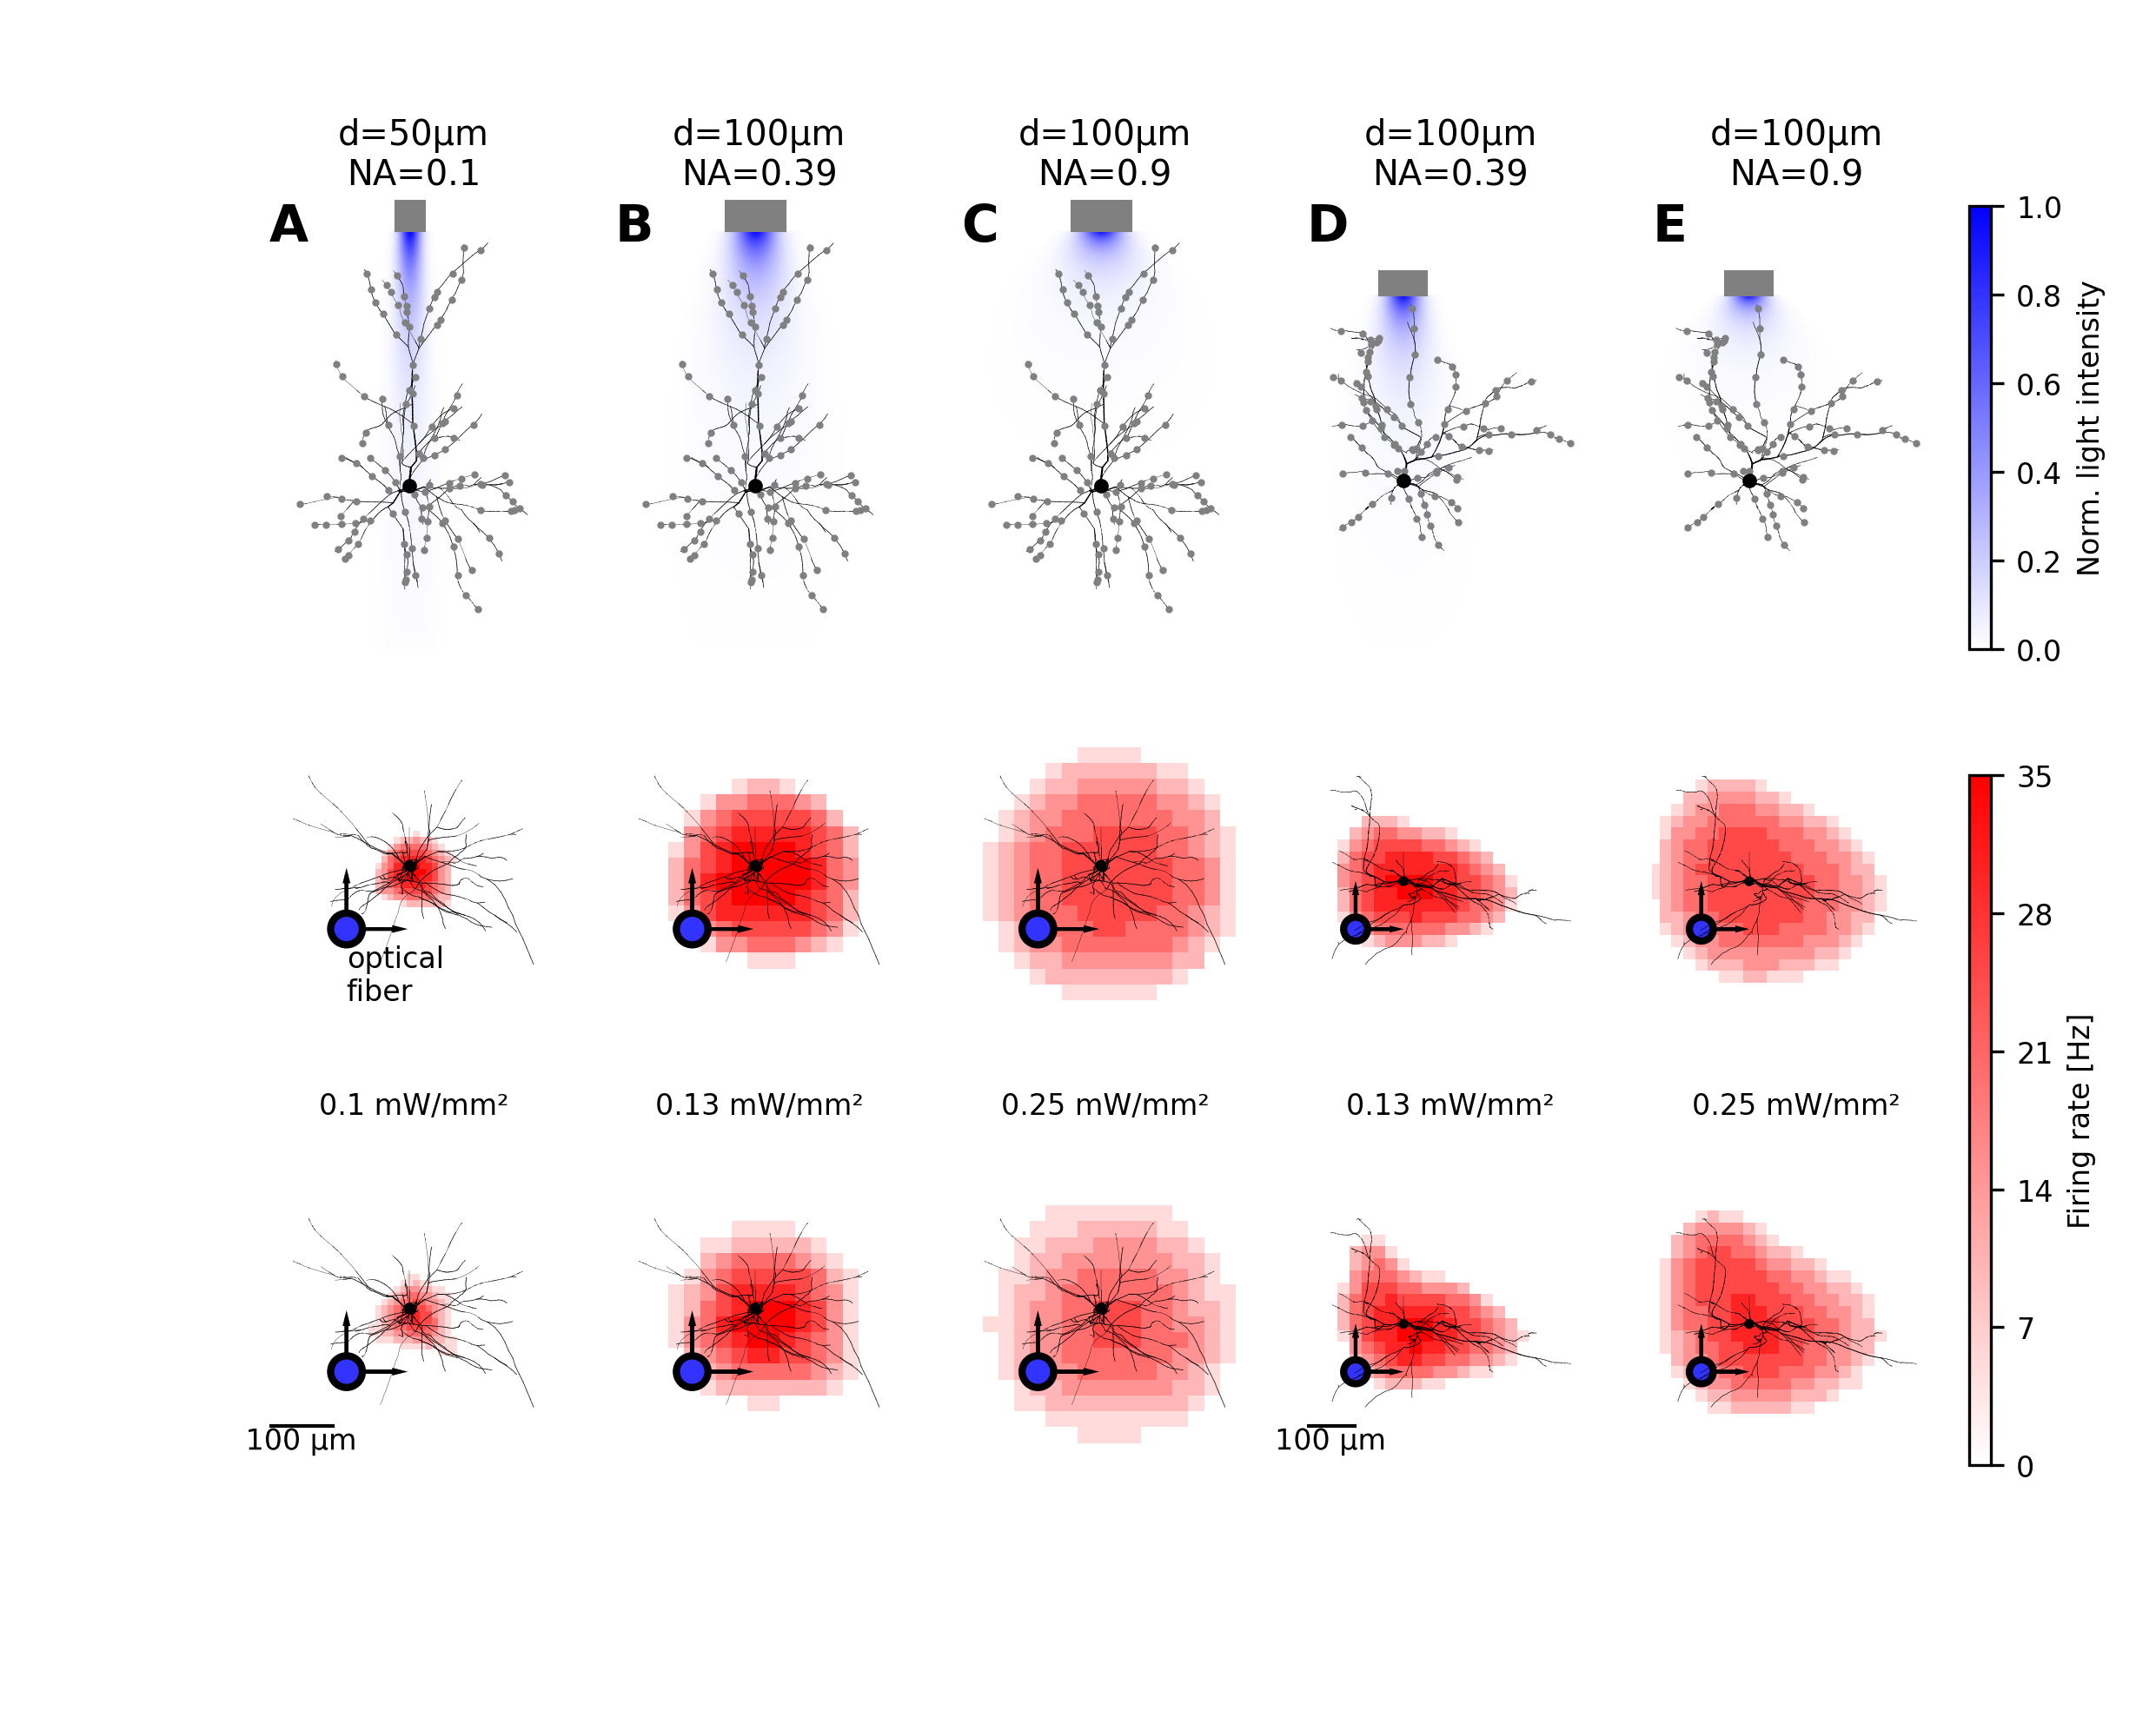 d=50µm
NA=0.1
d=100µm
NA=0.39
d=100µm
NA=0.9
d=100µm
NA=0.39
d=100µm
NA=0.9
A
B
C
D
E
1.0
0.8
0.6
0.4
0.2
0.0
Norm. light intensity
optical
fiber
0.1 mW/mm²
0.13 mW/mm²
0.25 mW/mm²
0.13 mW/mm²
0.25 mW/mm²
35
28
21
14
7
0
Firing rate [Hz]
100 µm
100 µm